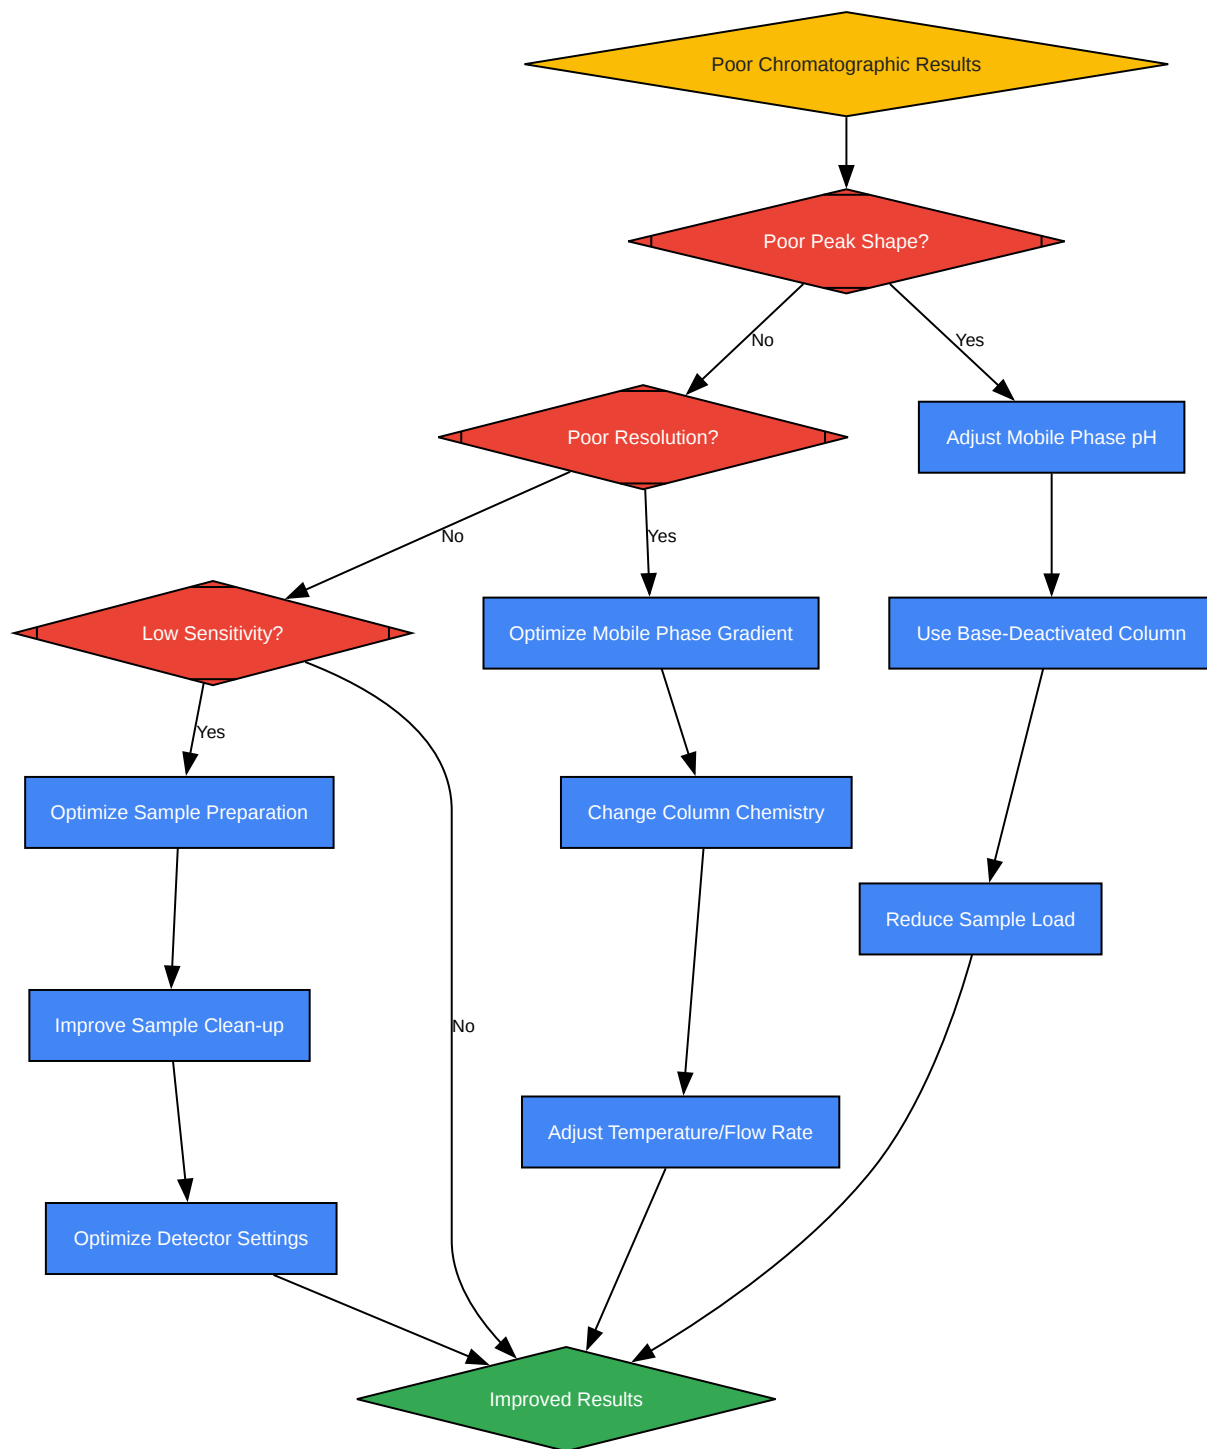 Poor Chromatographic Results
Poor Peak Shape?
No
Yes
Poor Resolution?
Adjust Mobile Phase pH
No
Yes
Low Sensitivity?
Optimize Mobile Phase Gradient
Use Base-Deactivated Column
Yes
Optimize Sample Preparation
Change Column Chemistry
Reduce Sample Load
Improve Sample Clean-up
No
Adjust Temperature/Flow Rate
Optimize Detector Settings
Improved Results